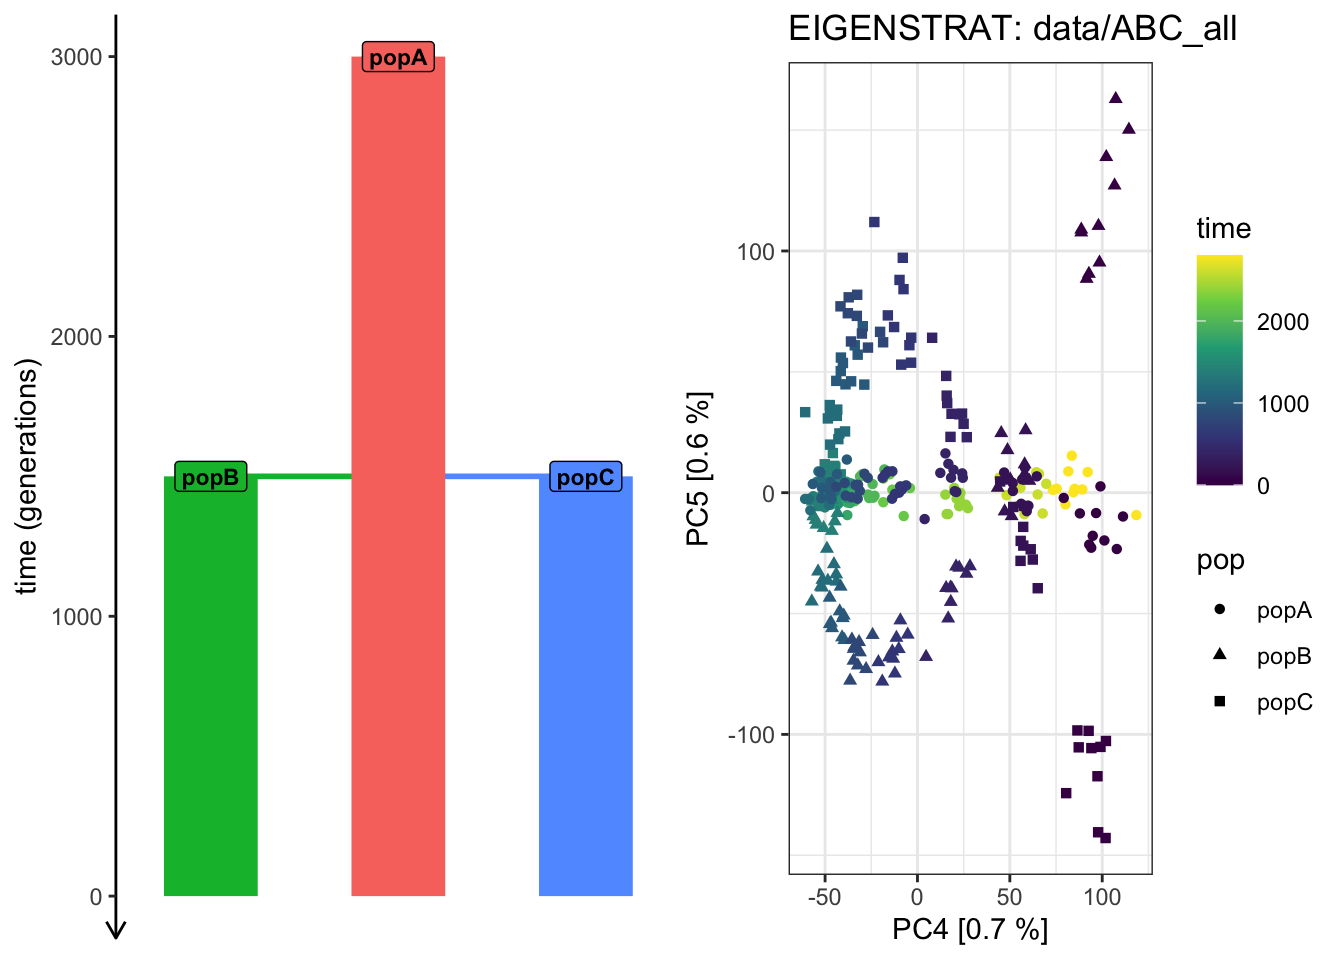 EIGENSTRAT: data/ABC_all
3000
2000
1000
0
time (generations)
popA
popB
popC
100
0
-100
PC5 [0.6 %]
-50
0
50
100
PC4 [0.7 %]
time
2000
1000
0
pop
popA
popB
popC